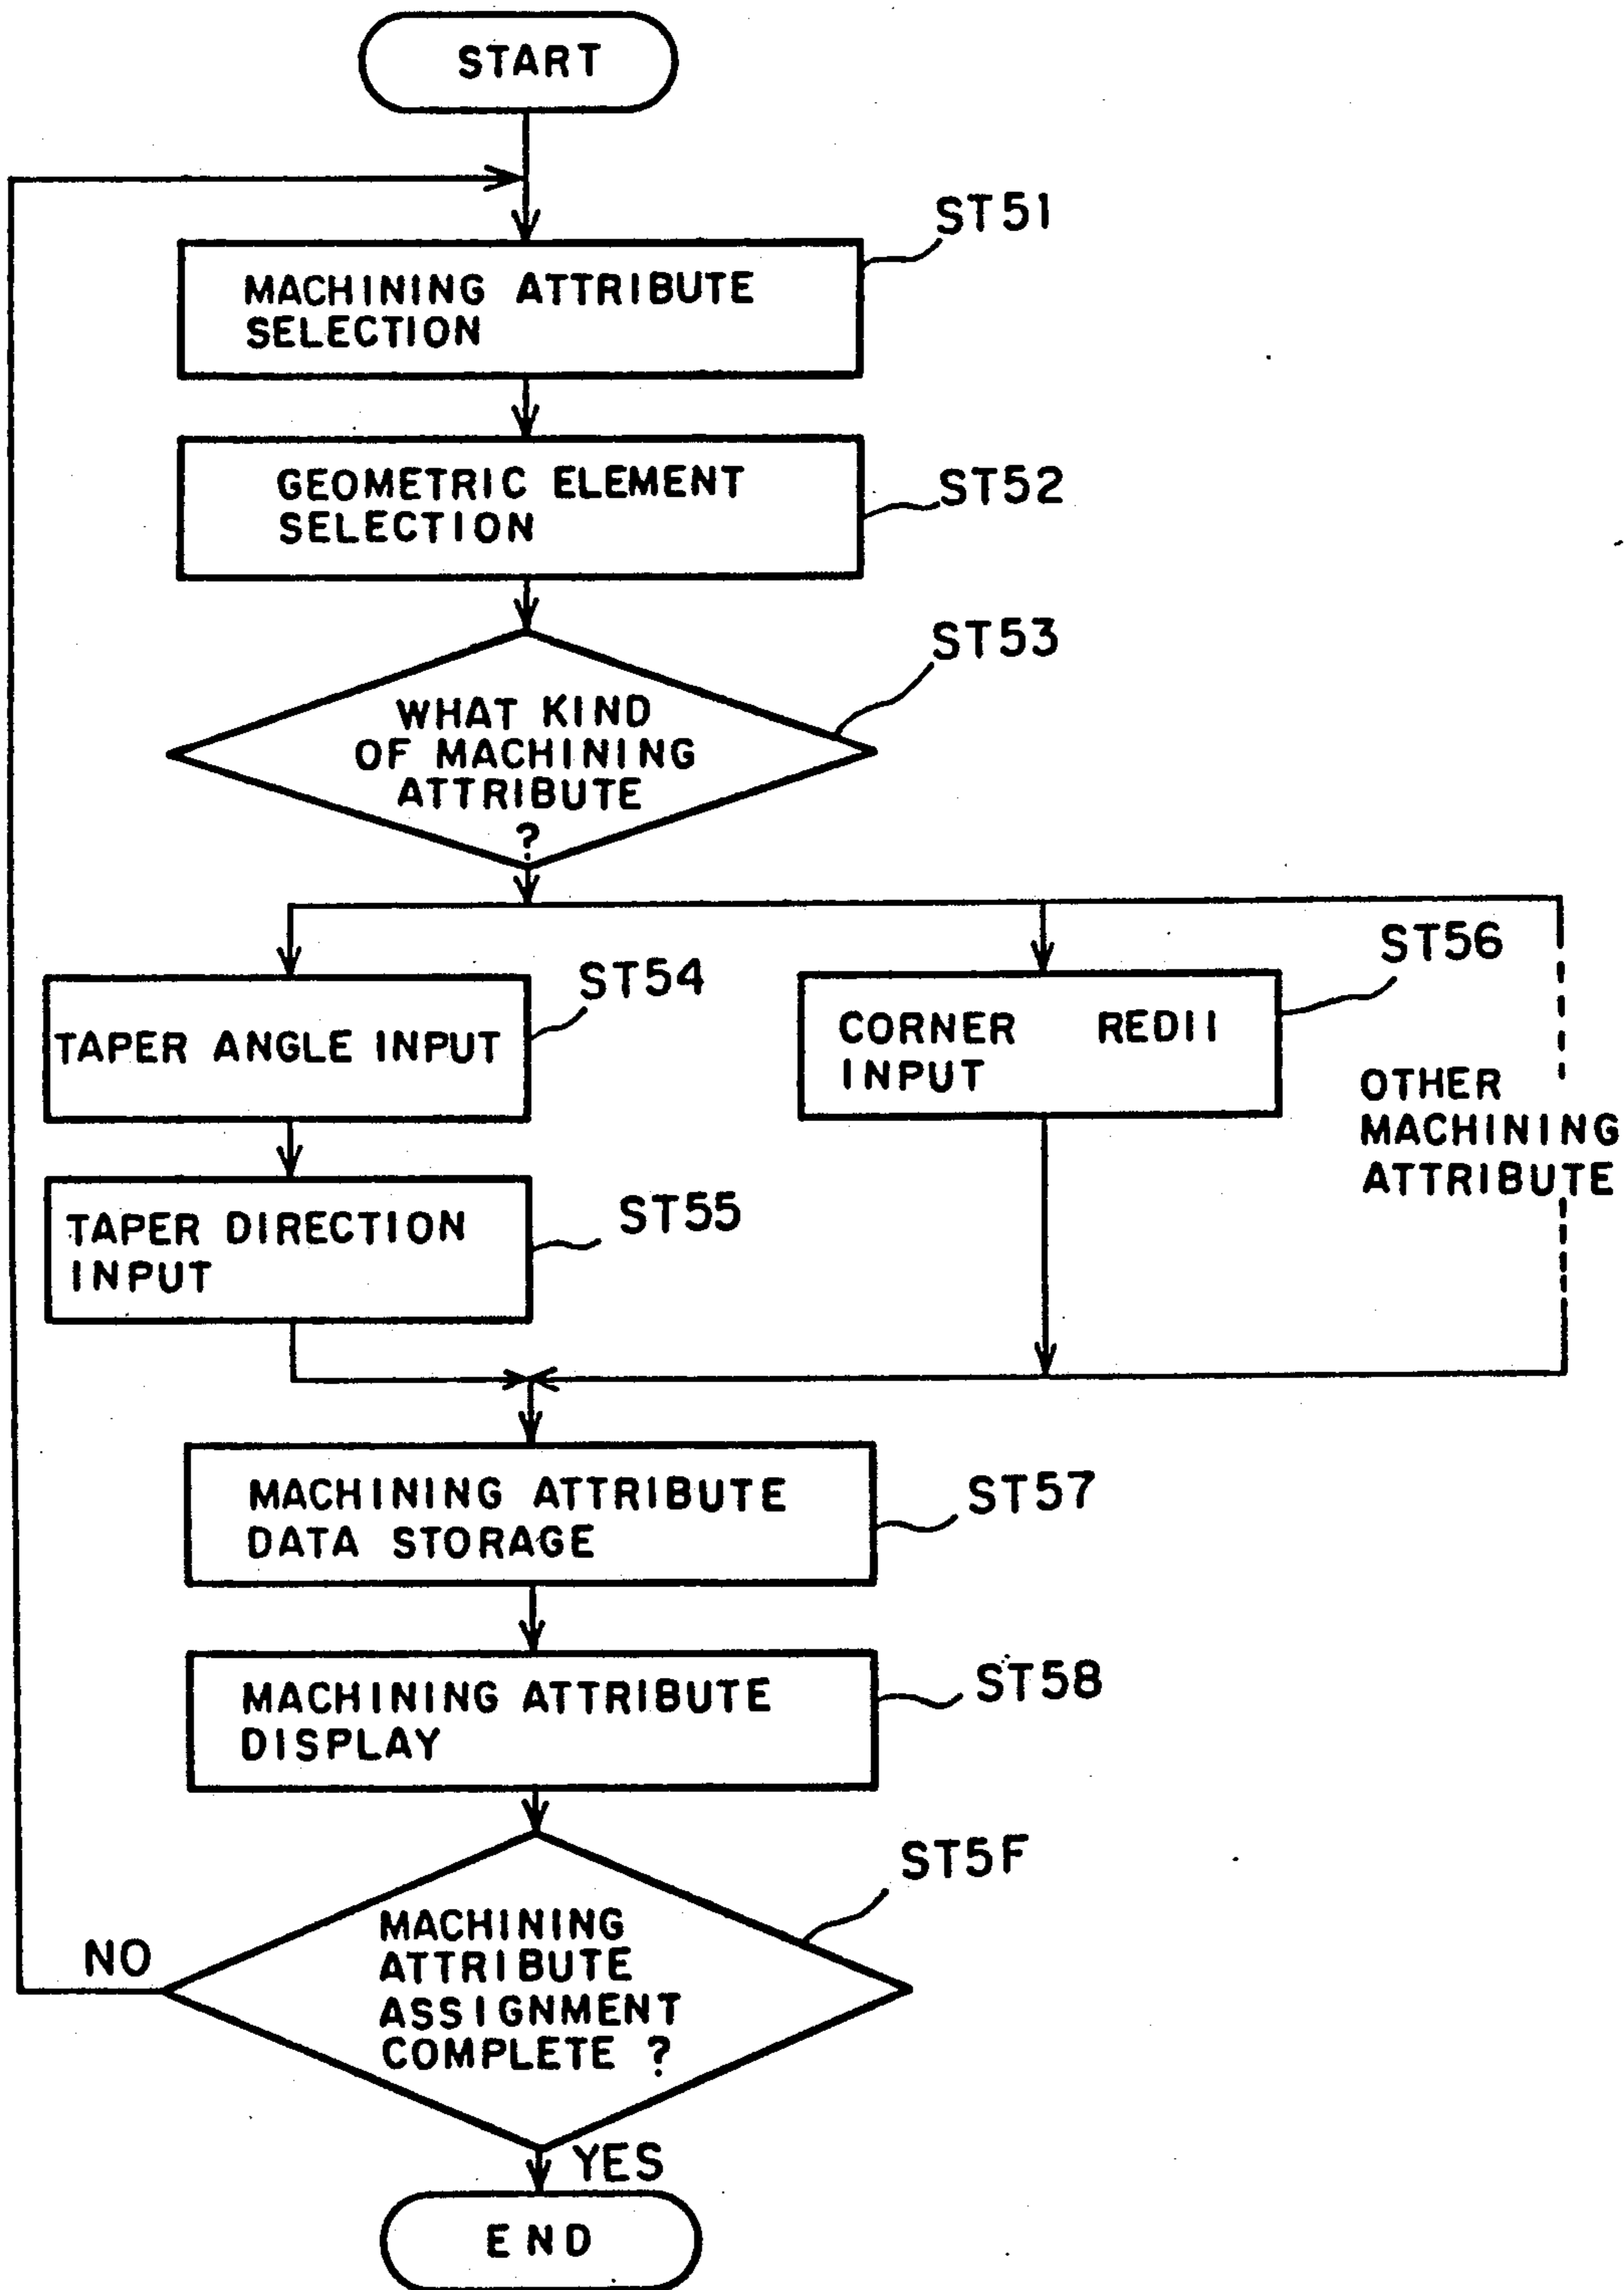 START
ST51
MACHINING ATTRIBUTE
SELECTION
GEOMETRIC ELEMENT
SELECTION
ST52
ST53
WHAT KIND
OF MACHINING
ATTRIBUTE
?
ST54
TAPER ANGLE INPUT
ST56
CORNER REDII
INPUT
OTHER
MACHINING
ATTRIBUTE
TAPER DIRECTION
INPUT
ST55
MACHINING ATTRIBUTE
DATA STORAGE
ST57
MACHINING ATTRIBUTE
DISPLAY
ST58
ST5F
MACHINING
ATTRIBUTE
ASSIGNMENT
COMPLETE ?
NO
YES
END